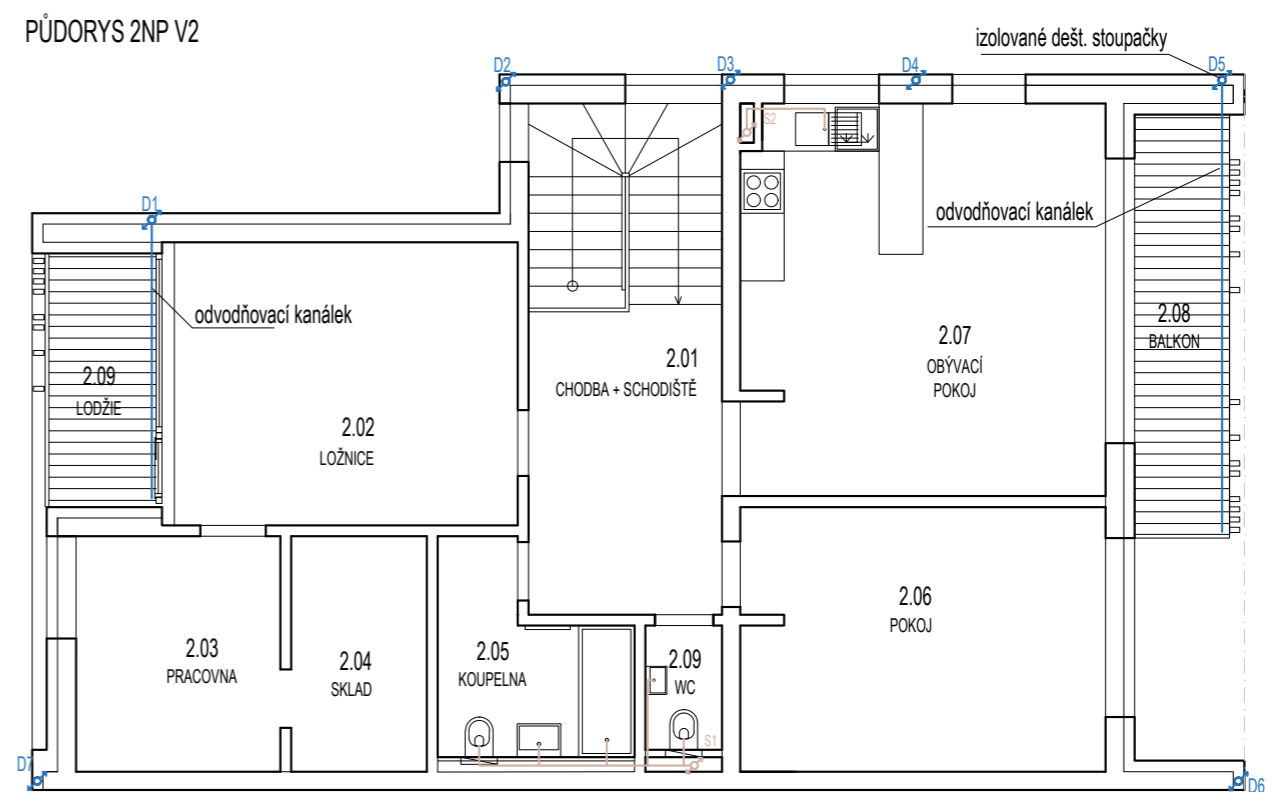 PŮDORYS 2NP V2
izolované dešt. stoupačky
D2
D3
D4
D5
S2
D1
odvodňovací kanálek
odvodňovací kanálek
2.01
CHODBA + SCHODIŠTĚ
2.07
OBÝVACÍ
POKOJ
2.08
BALKON
2.09
LODŽIE
2.02
LOŽNICE
2.03
PRACOVNA
2.04
SKLAD
2.05
KOUPELNA
2.09
WC
2.06
POKOJ
S1
D7
D6